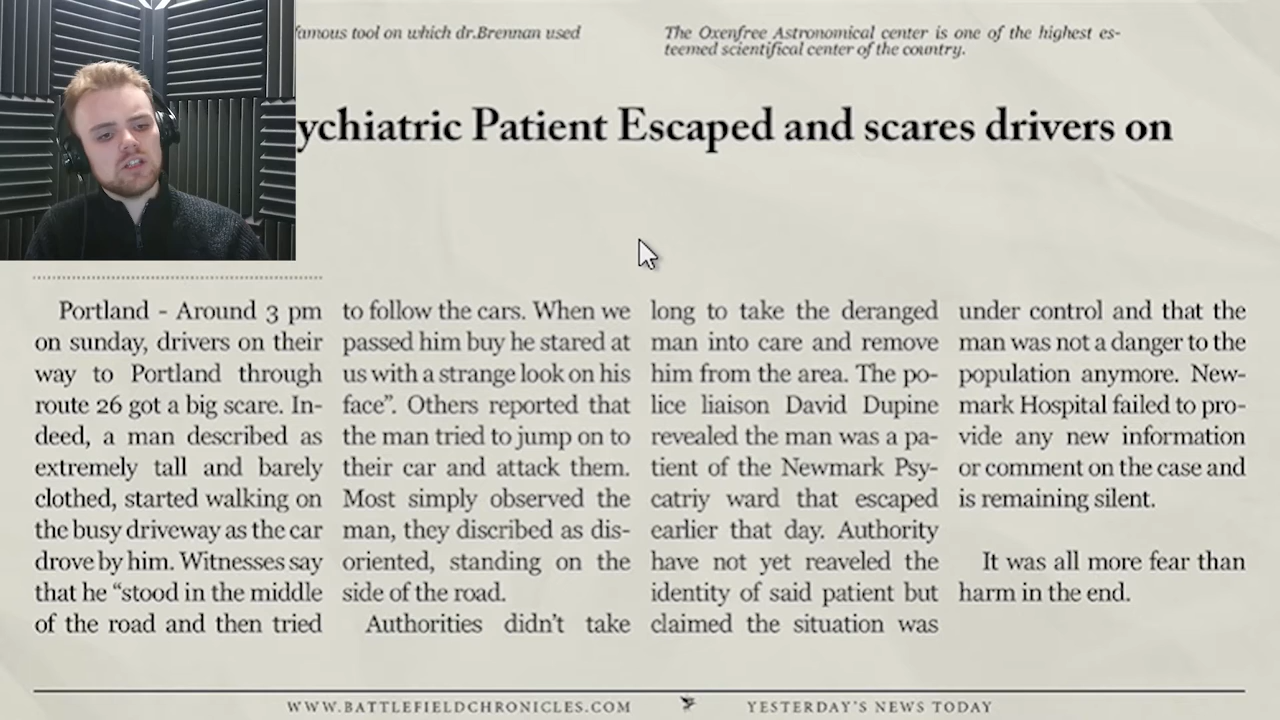 famous tool on which dr.Brennan used
The Oxenfree Astronomical center is one of the highest es-
teemed scientifical center of the country.
ychiatric Patient Escaped and scares drivers on
Portland - Around 3 pm
on sunday, drivers on their
way to Portland through
route 26 got a big scare. In-
deed, a man described as
extremely tall and barely
clothed, started walking on
the busy driveway as the car
drove by him. Witnesses say
that he “stood in the middle
of the road and then tried
to follow the cars. When we
passed him buy he stared at
us with a strange look on his
face”. Others reported that
the man tried to jump on to
their car and attack them.
Most simply observed the
man, they discribed as dis-
oriented, standing on the
side of the road.
Authorities didn’t take
long to take the deranged
man into care and remove
him from the area. The po-
lice liaison David Dupine
revealed the man was a pa-
tient of the Newmark Psy-
catriy ward that escaped
earlier that day. Authority
have not yet reaveled the
identity of said patient but
claimed the situation was
under control and that the
man was not a danger to the
population anymore. New-
mark Hospital failed to pro-
vide any new information
or comment on the case and
is remaining silent.
It was all more fear than
harm in the end.
WWW.BATTLEFIELDCHRONICLES.COM
YESTERDAY’S NEWS TODAY